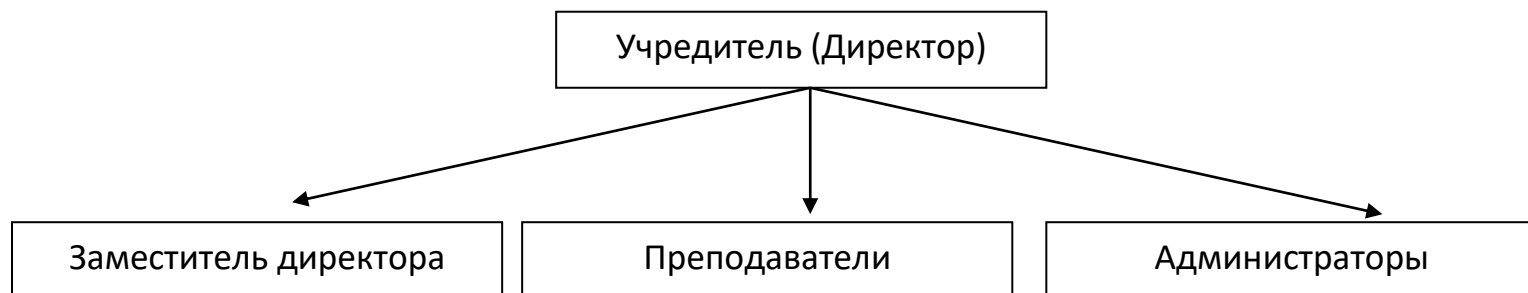 Учредитель (Директор)
Заместитель директора
Преподаватели
Администраторы